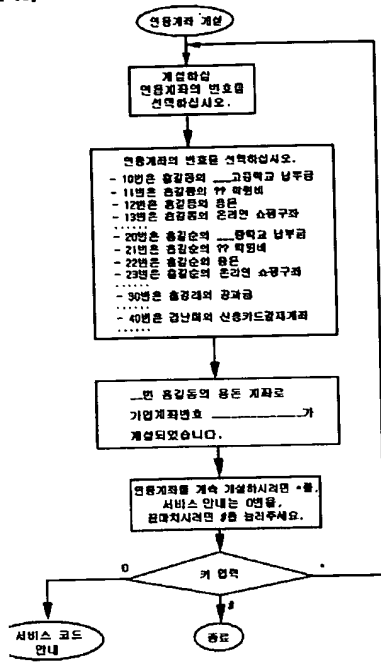 연용계좌 개설
개설하실
연용계좌의 번호를
선택하십시오.
연용계좌의 번호를 선택하십시오.
- 10번은 홍길동의 ___고등학교 납부금
- 11번은 홍길동의 ?? 학원비
- 12번은 홍길동의 용돈
- 13번은 홍길동의 온라인 쇼핑구좌
......
- 20번은 홍길순의 ___중학교 납부금
- 21번은 홍길순의 ?? 학원비
- 22번은 홍길순의 용돈
- 23번은 홍길순의 온라인 쇼핑구좌
......
- 30번은 홍경래의 공과금
......
- 40번은 김난희의 신용카드결제계좌
......
__번 홍길동의 용돈 계좌로
가입계좌번호 __________가
개설되었습니다.
연용계좌를 계속 개설하시려면 *를,
서비스 안내는 0번을,
끝마치시려면 #을 눌러주세요.
키 입력
0
*
#
서비스 코드
안내
종료